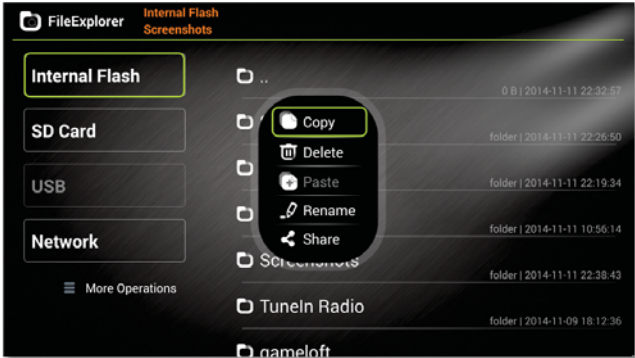 FileExplorer
Internal Flash
Screenshots
Internal Flash
SD Card
USB
Network
More Operations
..
0 B | 2014-11-11 22:32:57
folder | 2014-11-11 22:26:50
folder | 2014-11-11 22:19:34
folder | 2014-11-11 10:56:14
Screenshots
folder | 2014-11-11 22:38:43
TuneIn Radio
folder | 2014-11-09 18:12:36
gameloft
Copy
Delete
Paste
Rename
Share